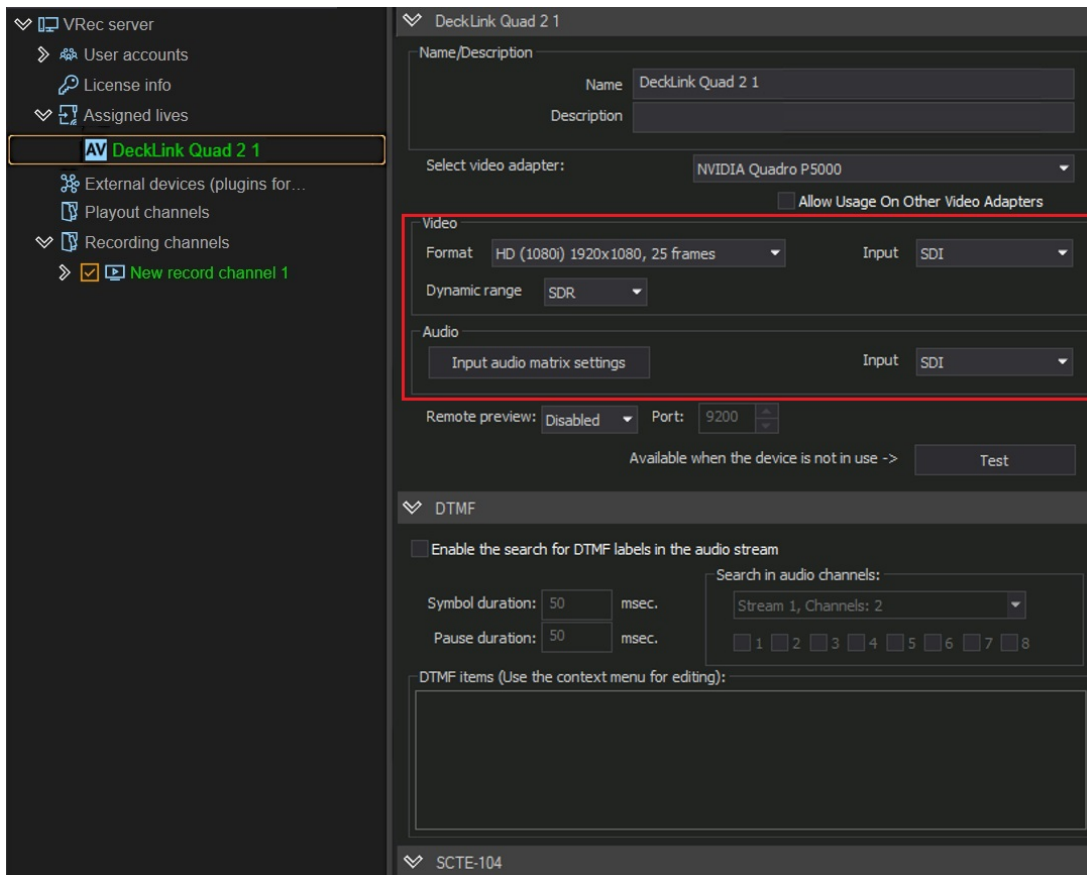 VRec server
User accounts
License info
Assigned lives
AV DeckLink Quad 2 1
External devices (plugins for...
Playout channels
Recording channels
New record channel 1
DeckLink Quad 2 1
Name/Description
Name DeckLink Quad 2 1
Description
Select video adapter: NVIDIA Quadro P5000
Allow Usage On Other Video Adapters
Video
Format HD (1080i) 1920x1080, 25 frames Input SDI
Dynamic range SDR
Audio
Input audio matrix settings Input SDI
Remote preview: Disabled Port: 9200
Available when the device is not in use -> Test
DTMF
Enable the search for DTMF labels in the audio stream
Search in audio channels:
Symbol duration: 50 msec. Stream 1, Channels: 2
Pause duration: 50 msec. 1 2 3 4 5 6 7 8
DTMF items (Use the context menu for editing):
SCTE-104